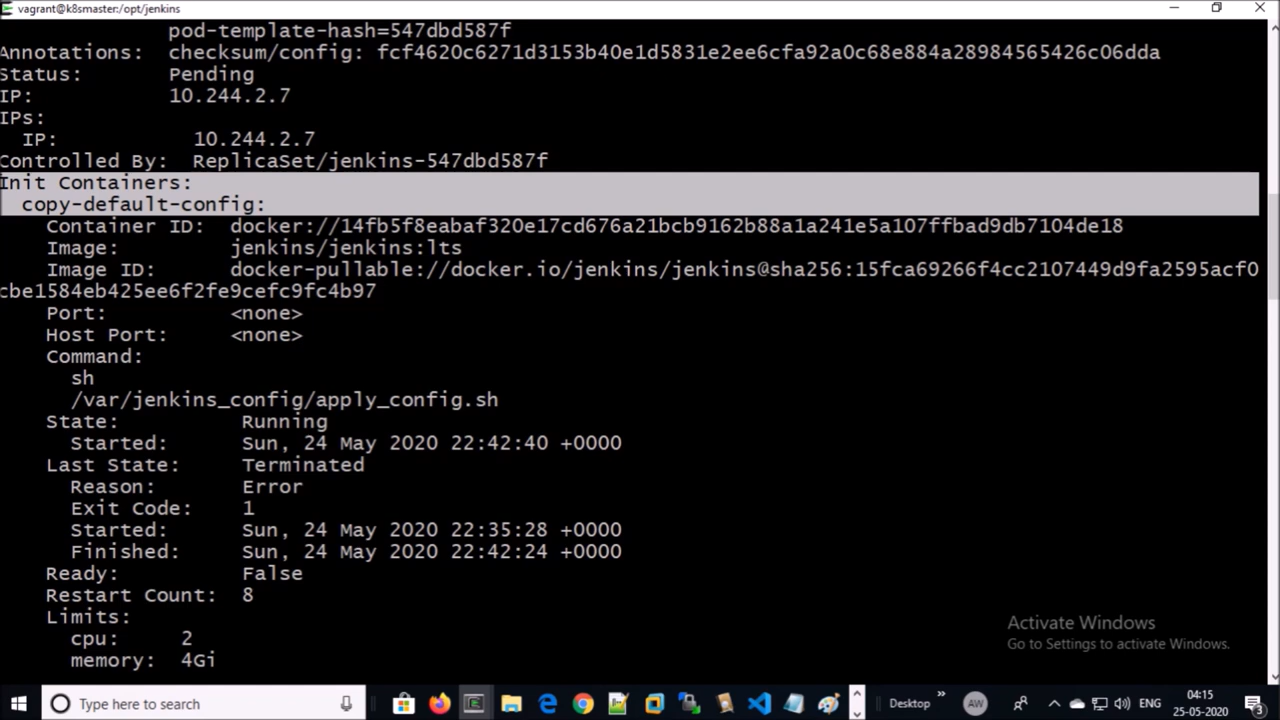 vagrant@k8smaster:/opt/jenkins
pod-template-hash=547dbd587f
Annotations: checksum/config: fcf4620c6271d3153b40e1d5831e2ee6cfa92a0c68e884a28984565426c06dda
Status: Pending
IP: 10.244.2.7
IPs:
IP: 10.244.2.7
Controlled By: ReplicaSet/jenkins-547dbd587f
Init Containers:
copy-default-config:
Container ID: docker://14fb5f8eabaf320e17cd676a21bcb9162b88a1a241e5a107ffbad9db7104de18
Image: jenkins/jenkins:lts
Image ID: docker-pullable://docker.io/jenkins/jenkins@sha256:15fca69266f4cc2107449d9fa2595acf0
cbe1584eb425ee6f2fe9cefc9fc4b97
Port: <none>
Host Port: <none>
Command:
sh
/var/jenkins_config/apply_config.sh
State: Running
Started: Sun, 24 May 2020 22:42:40 +0000
Last State: Terminated
Reason: Error
Exit Code: 1
Started: Sun, 24 May 2020 22:35:28 +0000
Finished: Sun, 24 May 2020 22:42:24 +0000
Ready: False
Restart Count: 8
Limits:
cpu: 2
memory: 4Gi
Activate Windows
Go to Settings to activate Windows.
Type here to search
Desktop
AW
ENG
04:15
25-05-2020
3